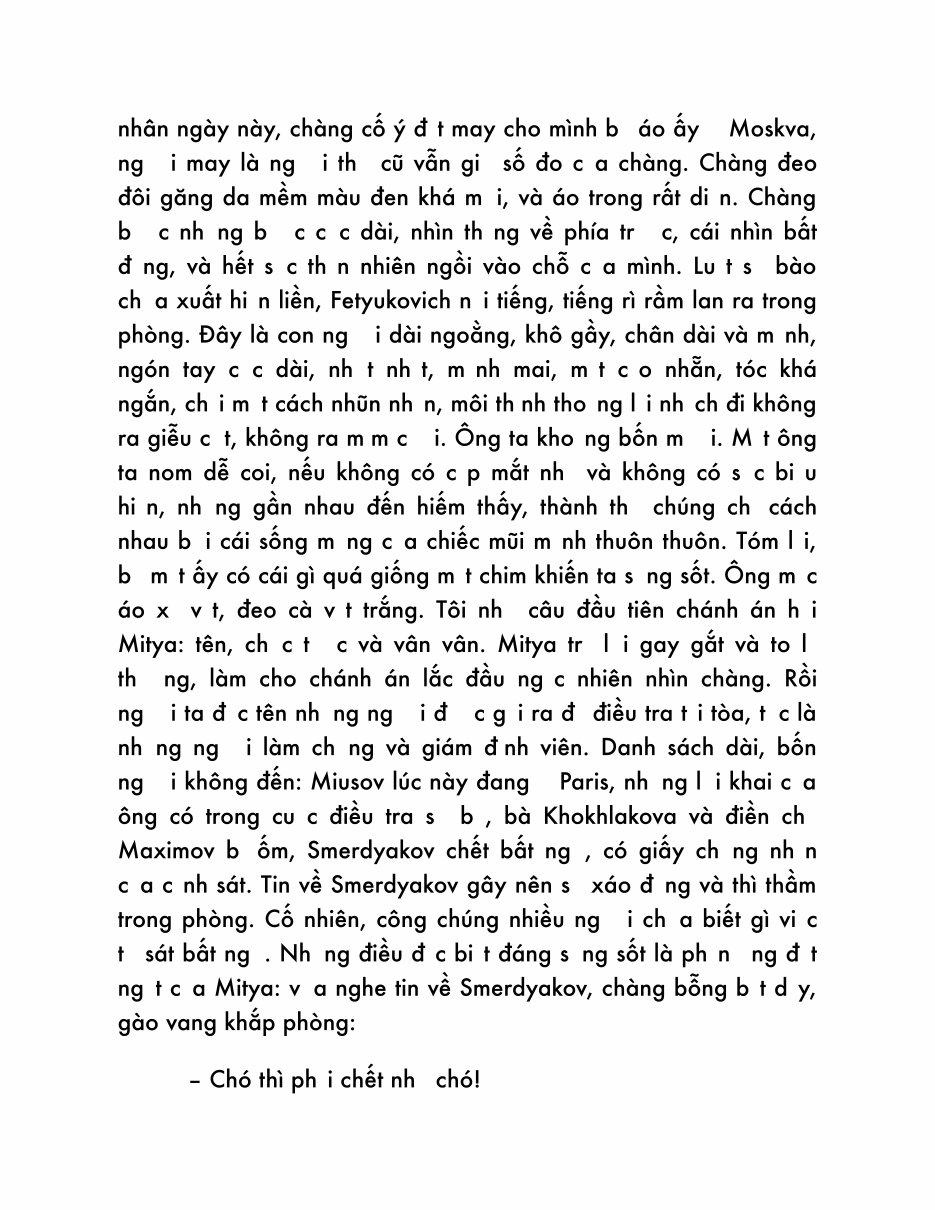 nhân ngày này, chàng cố ý đ t may cho mình b áo ấy Moskva,
ng i may là ng i th cũ vẫn gi số đo c a chàng. Chàng đeo
đôi găng da mềm màu đen khá m i, và áo trong rất di n. Chàng
b c nh ng b c c c dài, nhìn th ng về phía tr c, cái nhìn bất
đ ng, và hết s c th n nhiên ngồi vào chỗ c a mình. Lu t s bào
ch a xuất hi n liền, Fetyukovich n i tiếng, tiếng rì rầm lan ra trong
phòng. Đây là con ng i dài ngoằng, khô gầy, chân dài và m nh,
ngón tay c c dài, nh t nh t, m nh mai, m t c o nhẵn, tóc khá
ngắn, ch i m t cách nhũn nh n, môi th nh tho ng l i nh ch đi không
ra giễu c t, không ra m m c i. Ông ta kho ng bốn m i. M t ông
ta nom dễ coi, nếu không có c p mắt nh và không có s c bi u
hi n, nh ng gần nhau đến hiếm thấy, thành th chúng ch cách
nhau b i cái sống m ng c a chiếc mũi m nh thuôn thuôn. Tóm l i,
b m t ấy có cái gì quá giống m t chim khiến ta s ng sốt. Ông m c
áo x v t, đeo cà v t trắng. Tôi nh câu đầu tiên chánh án h i
Mitya: tên, ch c t c và vân vân. Mitya tr l i gay gắt và to l
th ng, làm cho chánh án lắc đầu ng c nhiên nhìn chàng. Rồi
ng i ta đ c tên nh ng ng i đ c g i ra đ điều tra t i tòa, t c là
nh ng ng i làm ch ng và giám đ nh viên. Danh sách dài, bốn
ng i không đến: Miusov lúc này đang Paris, nh ng l i khai c a
ông có trong cu c điều tra s b , bà Khokhlakova và điền ch
Maximov b ốm, Smerdyakov chết bất ng , có giấy ch ng nh n
c a c nh sát. Tin về Smerdyakov gây nên s xáo đ ng và thì thầm
trong phòng. Cố nhiên, công chúng nhiều ng i ch a biết gì vi c
t sát bất ng . Nh ng điều đ c bi t đáng s ng sốt là ph n ng đ t
ng t c a Mitya: v a nghe tin về Smerdyakov, chàng bỗng b t d y,
gào vang khắp phòng:
– Chó thì ph i chết nh chó!